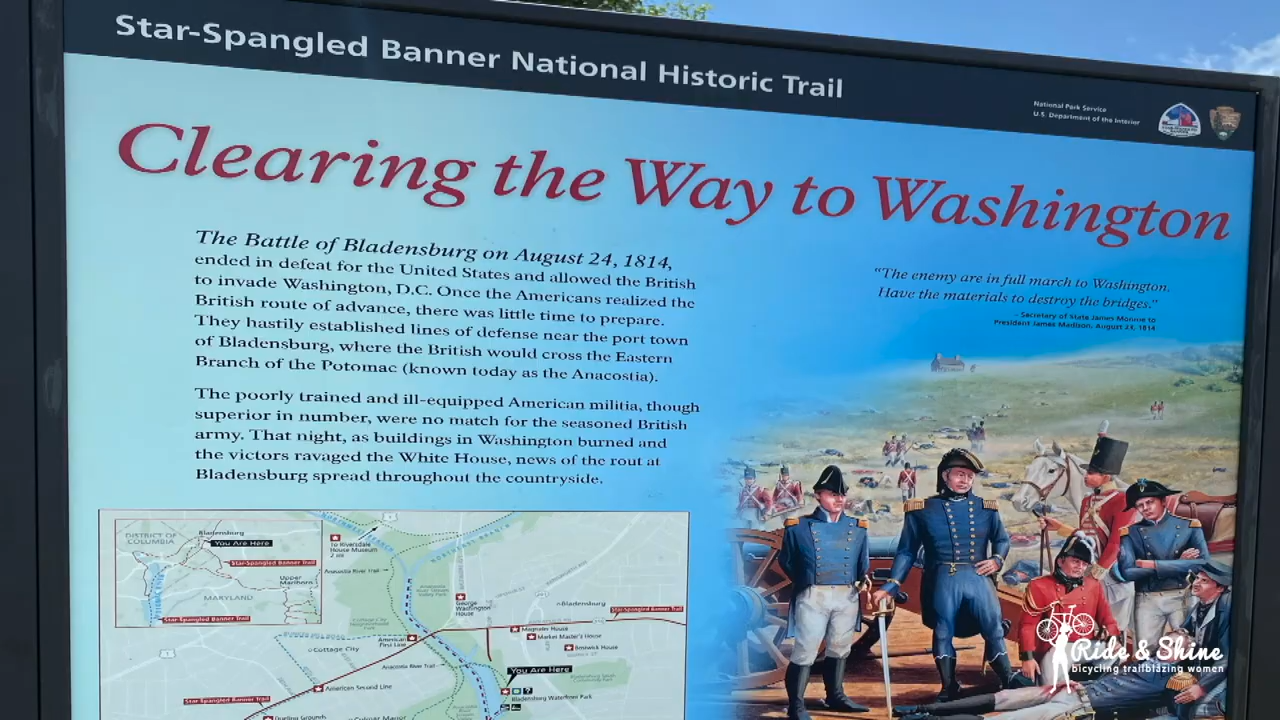 Star-Spangled Banner National Historic Trail
National Park Service
U.S. Department of the Interior
Clearing the Way to Washington
The Battle of Bladensburg on August 24, 1814,
ended in defeat for the United States and allowed the British
to invade Washington, D.C. Once the Americans realized the
British route of advance, there was little time to prepare.
They hastily established lines of defense near the port town
of Bladensburg, where the British would cross the Eastern
Branch of the Potomac (known today as the Anacostia).
The poorly trained and ill-equipped American militia, though
superior in number, were no match for the seasoned British
army. That night, as buildings in Washington burned and
the victors ravaged the White House, news of the rout at
Bladensburg spread throughout the countryside.
"The enemy are in full march to Washington.
Have the materials to destroy the bridges."
– Secretary of State James Monroe to
President James Madison, August 23, 1814
DISTRICT OF
COLUMBIA
Bladensburg
You Are Here
Star-Spangled Banner Trail
Upper
Marlboro
MARYLAND
Star-Spangled Banner Trail
To Riversdale
House Museum
2 mi
Anacostia River Trail
George
Washington
House
Bladensburg
Star-Spangled Banner Trail
Magruder House
Market Master's House
Bostwick House
American
First Line
Cottage City
Anacostia River Trail
You Are Here
Bladensburg Waterfront Park
American Second Line
Star-Spangled Banner Trail
Dueling Grounds
Colmar Manor
Ride & Shine
bicycling trailblazing women